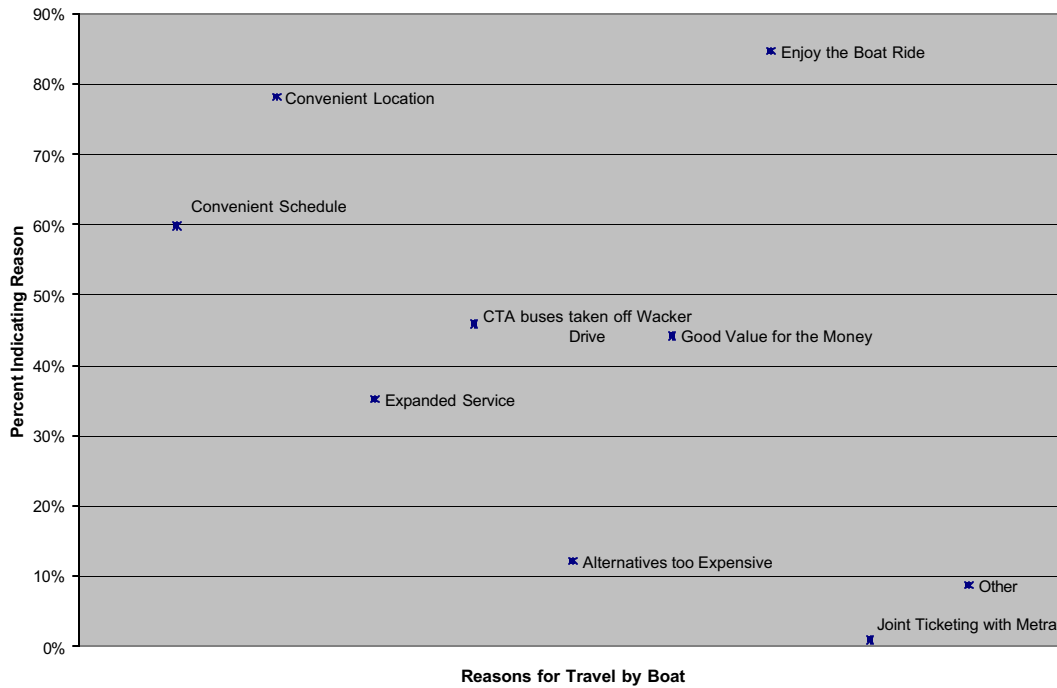 90%
Enjoy the Boat Ride
80%
Convenient Location
70%
Convenient Schedule
60%
50%
CTA buses taken off Wacker
Drive
Good Value for the Money
40%
Expanded Service
30%
20%
Alternatives too Expensive
10%
Other
Joint Ticketing with Metra
0%
Percent Indicating Reason
Reasons for Travel by Boat